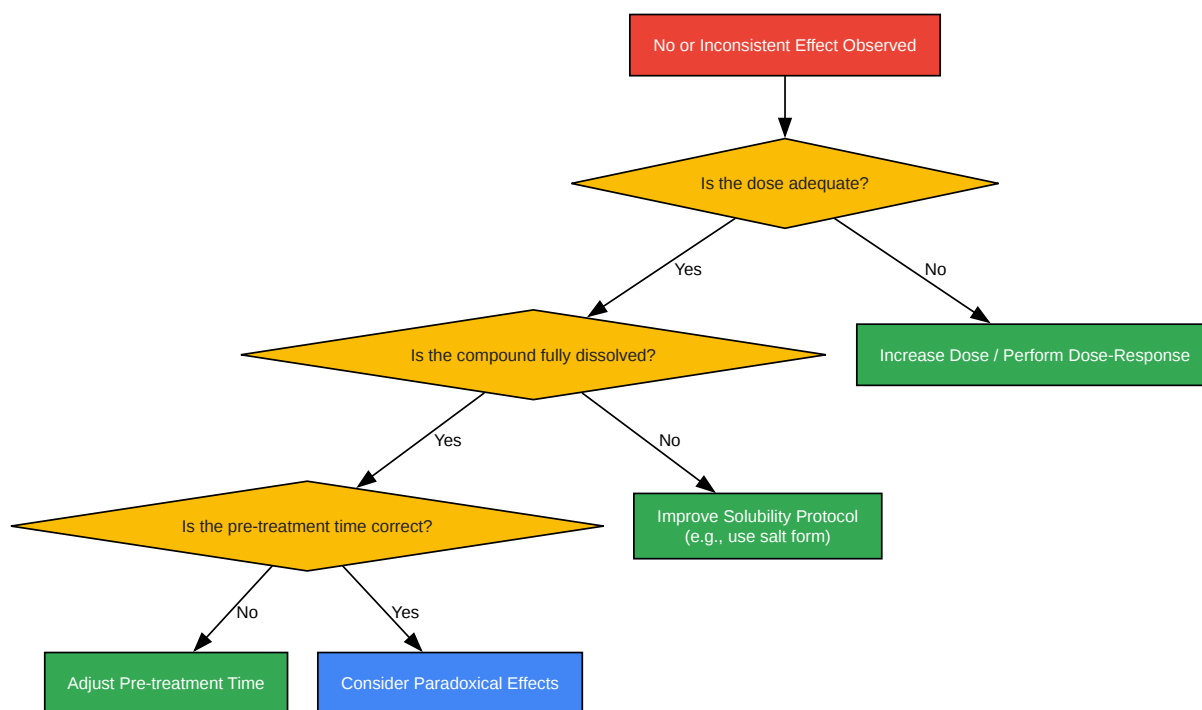 No or Inconsistent Effect Observed
Is the dose adequate?
Yes
No
Is the compound fully dissolved?
Increase Dose / Perform Dose-Response
Yes
No
Is the pre-treatment time correct?
Improve Solubility Protocol
(e.g., use salt form)
No
Yes
Adjust Pre-treatment Time
Consider Paradoxical Effects